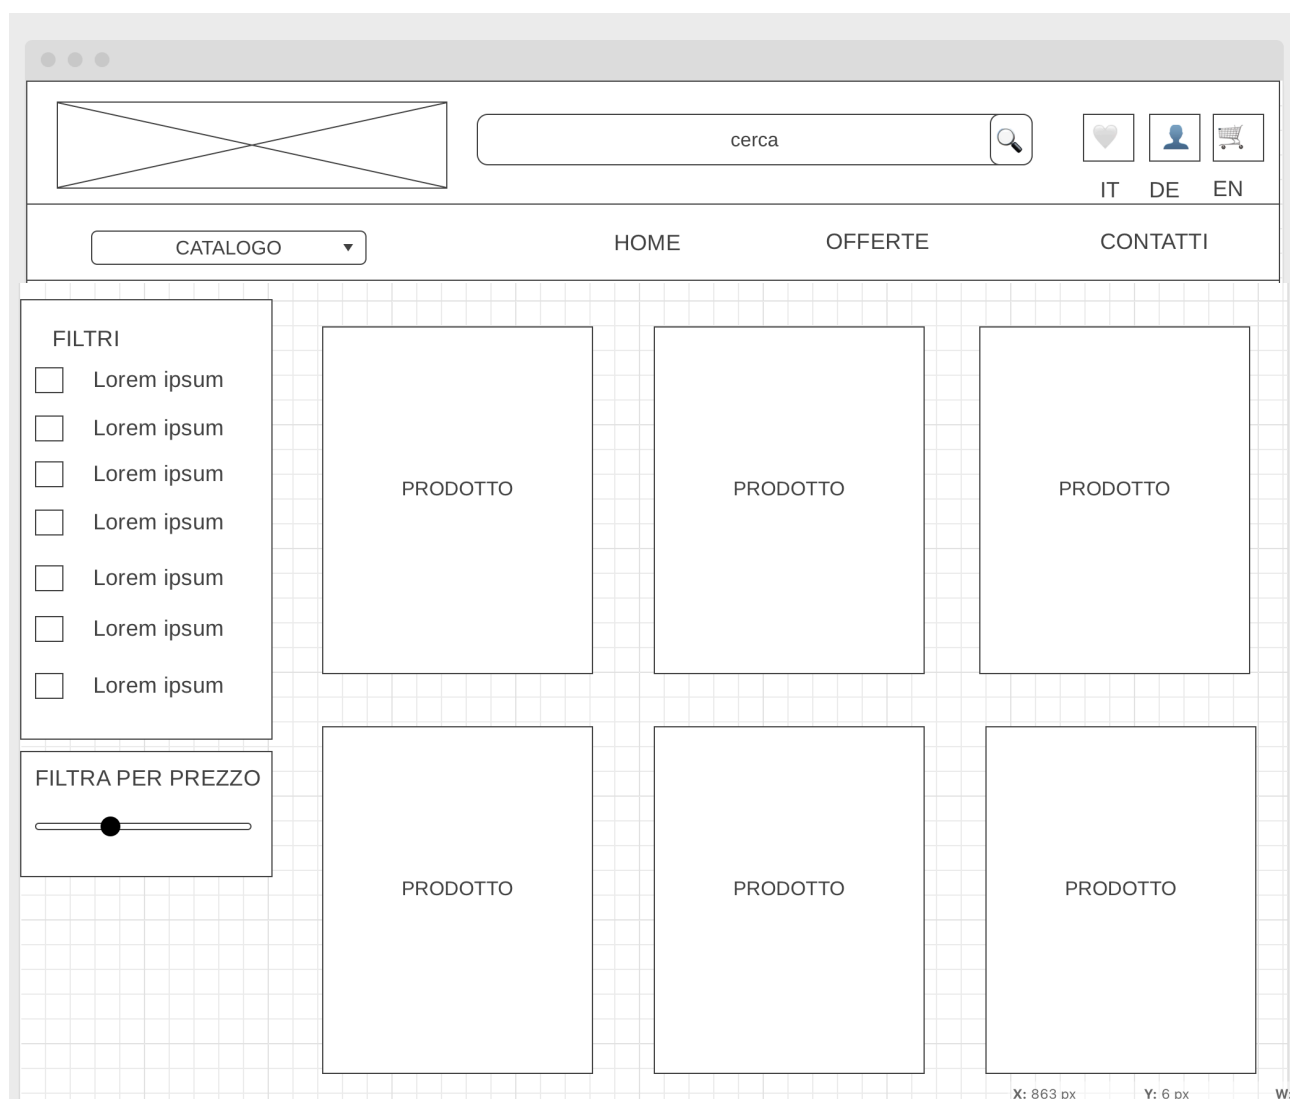 cerca
IT DE EN
CATALOGO HOME OFFERTE CONTATTI
FILTRI
Lorem ipsum
Lorem ipsum
Lorem ipsum
Lorem ipsum
Lorem ipsum
Lorem ipsum
Lorem ipsum
FILTRA PER PREZZO
PRODOTTO PRODOTTO PRODOTTO
PRODOTTO PRODOTTO PRODOTTO
X: 863 px Y: 6 px W: